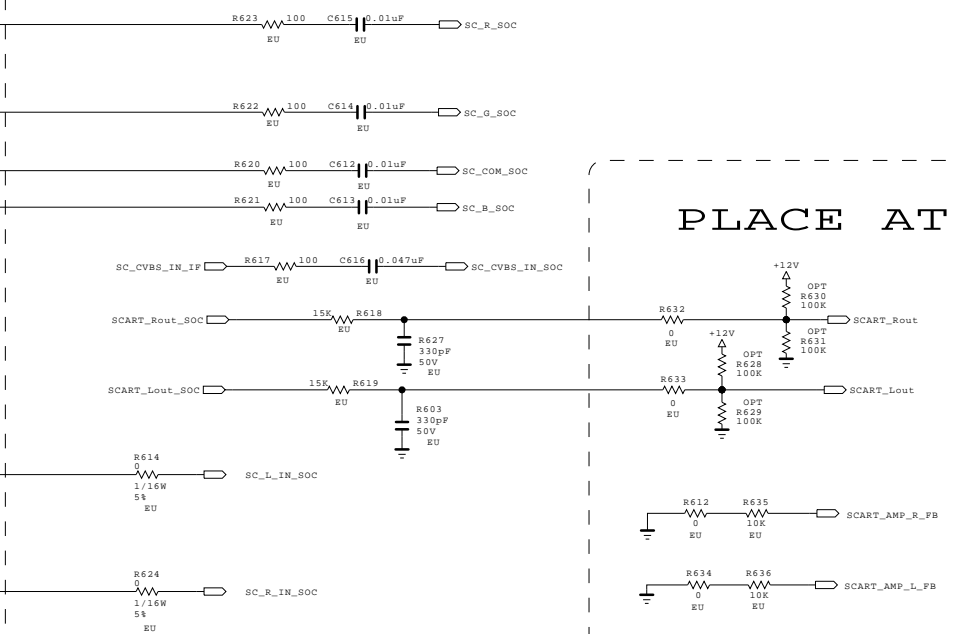 R623 100 C615 0.01uF SC_R_SOC
EU EU
R622 100 C614 0.01uF SC_G_SOC
EU EU
R620 100 C612 0.01uF SC_COM_SOC
EU EU
R621 100 C613 0.01uF SC_B_SOC
EU EU
PLACE AT
SC_CVBS_IN_IF R617 100 C616 0.047uF SC_CVBS_IN_SOC
EU EU
+12V
OPT
R630
100K
SCART_Rout_SOC 15K R618 R632 SCART_Rout
EU 0
EU
OPT
R631
100K
R627
330pF
50V
EU
+12V
OPT
R628
100K
SCART_Lout_SOC 15K R619 R633 SCART_Lout
EU 0
EU
OPT
R629
100K
R603
330pF
50V
EU
R614
0
1/16W
5%
EU
SC_L_IN_SOC
R612 R635 SCART_AMP_R_FB
0 10K
EU EU
R624
0
1/16W
5%
EU
SC_R_IN_SOC
R634 R636 SCART_AMP_L_FB
0 10K
EU EU